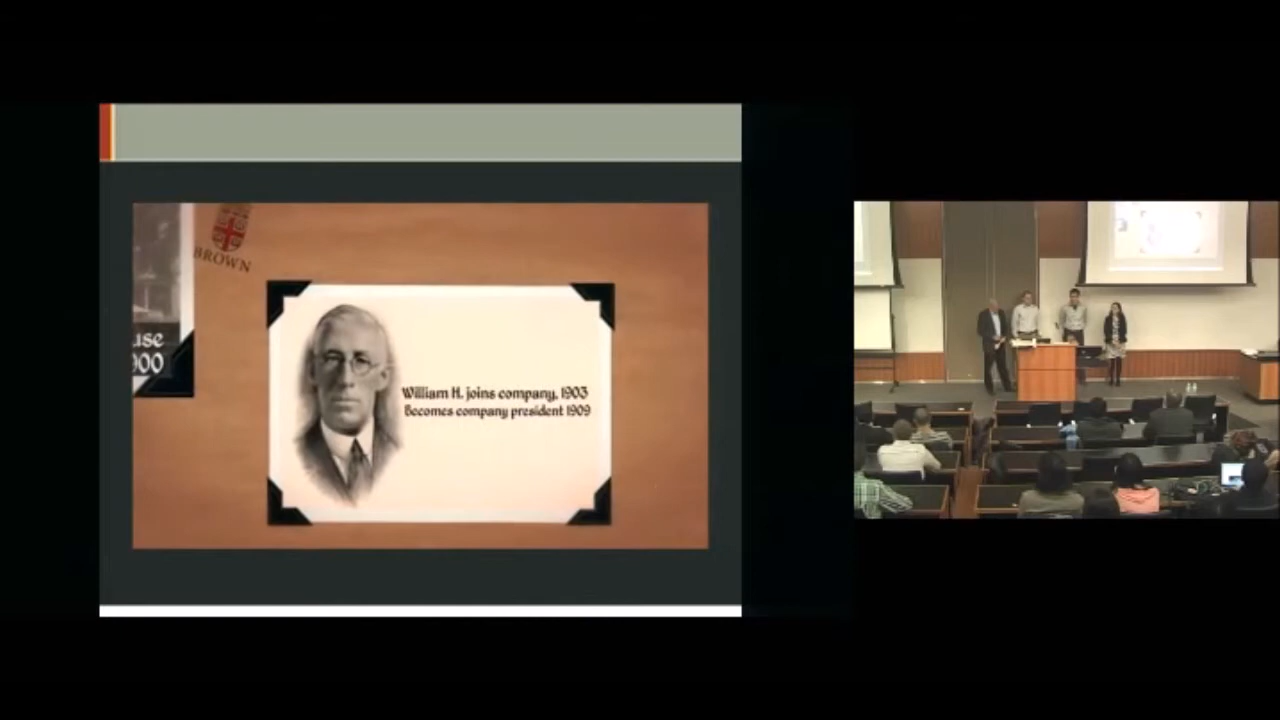 BROWN
William H. joins company, 1903
Becomes company president 1909
use
900